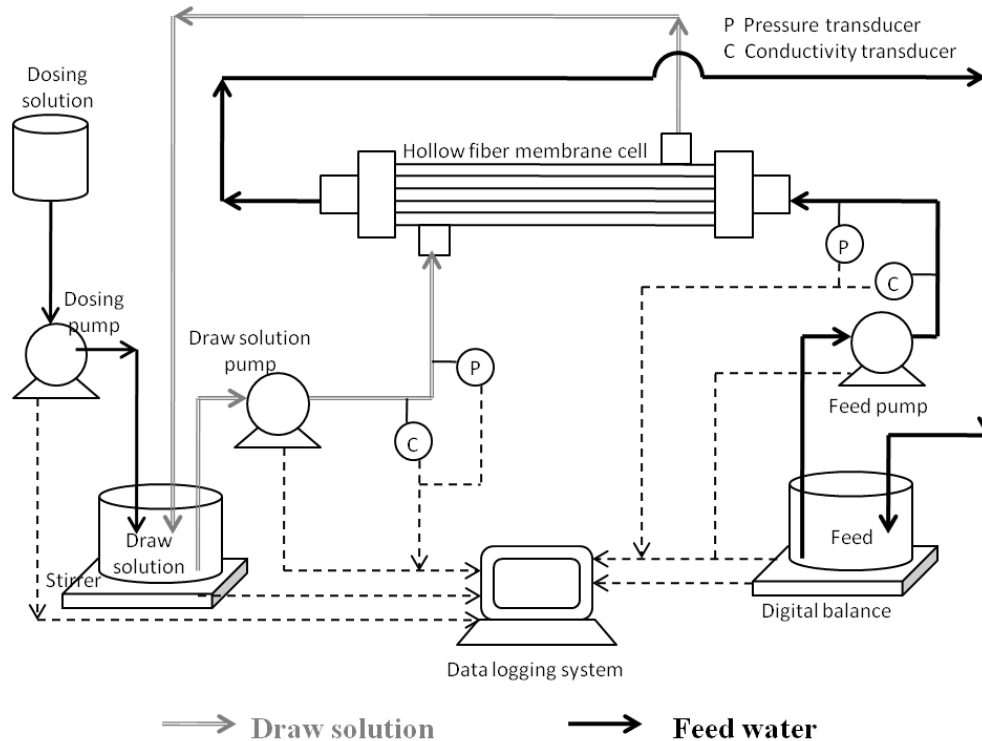 P Pressure transducer
C Conductivity transducer
Dosing
solution
Hollow fiber membrane cell
P
C
Dosing
pump
Draw solution
pump
P
Feed pump
C
Draw
solution
Feed
Stirrer
Digital balance
Data logging system
Draw solution
Feed water